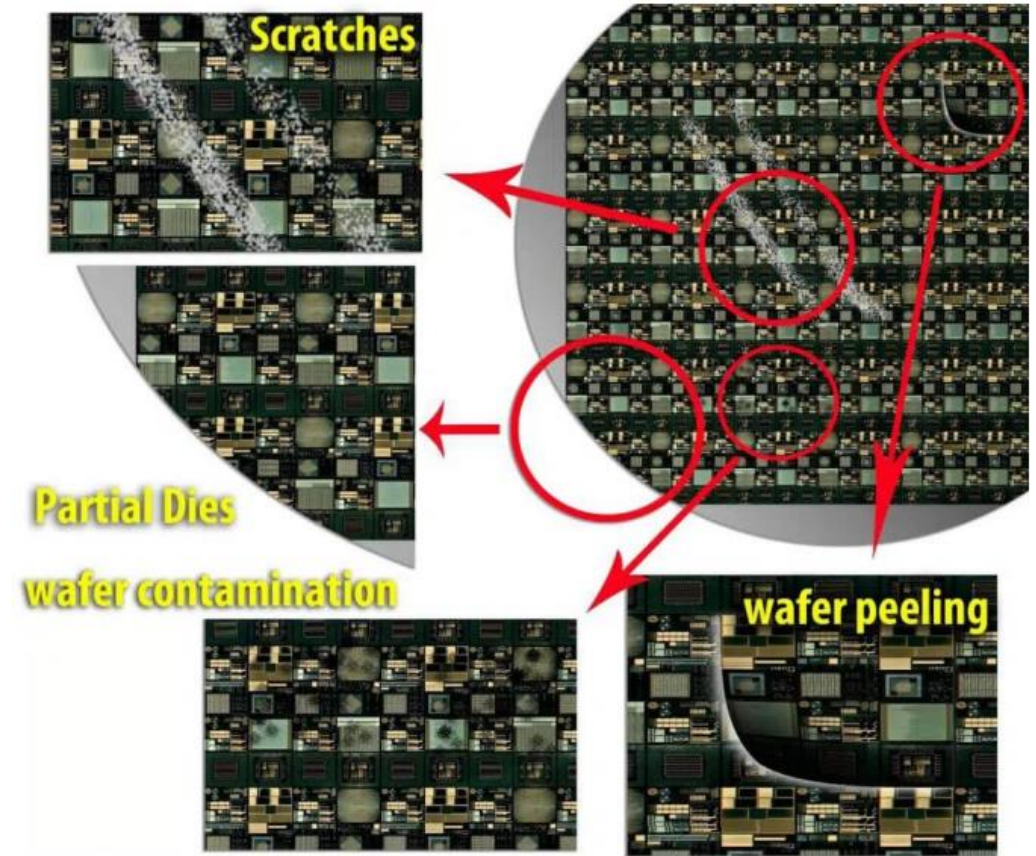 Scratches
Partial Dies
wafer contamination
wafer peeling